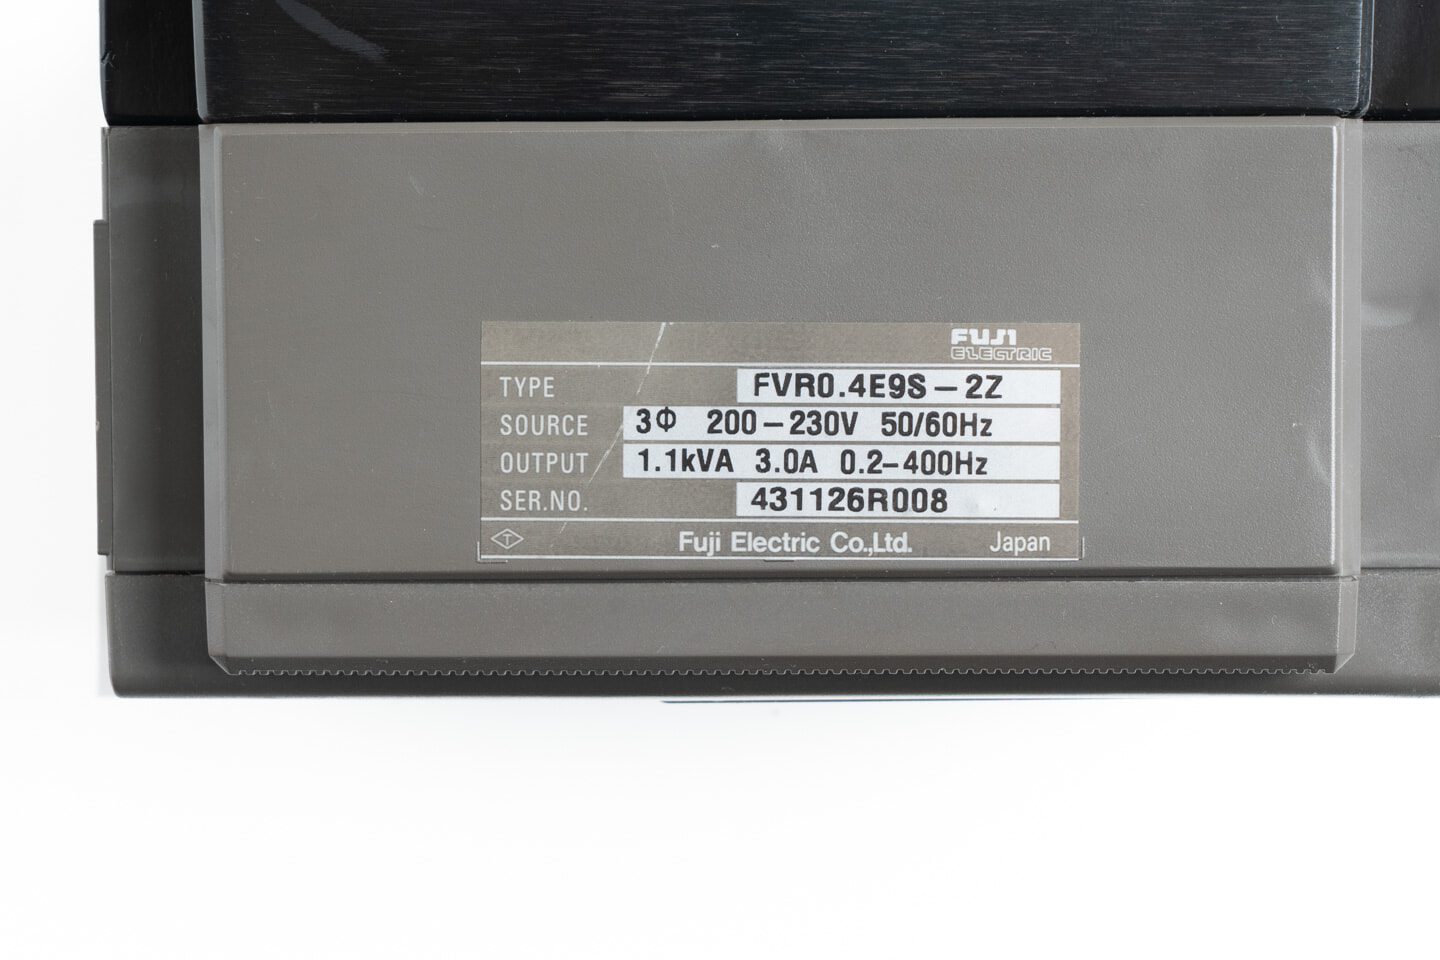 FUJI
ELECTRIC
TYPE FVR0.4E9S-2Z
SOURCE 3Φ 200-230V 50/60Hz
OUTPUT 1.1kVA 3.0A 0.2-400Hz
SER.NO. 431126R008
T Fuji Electric Co.,Ltd. Japan